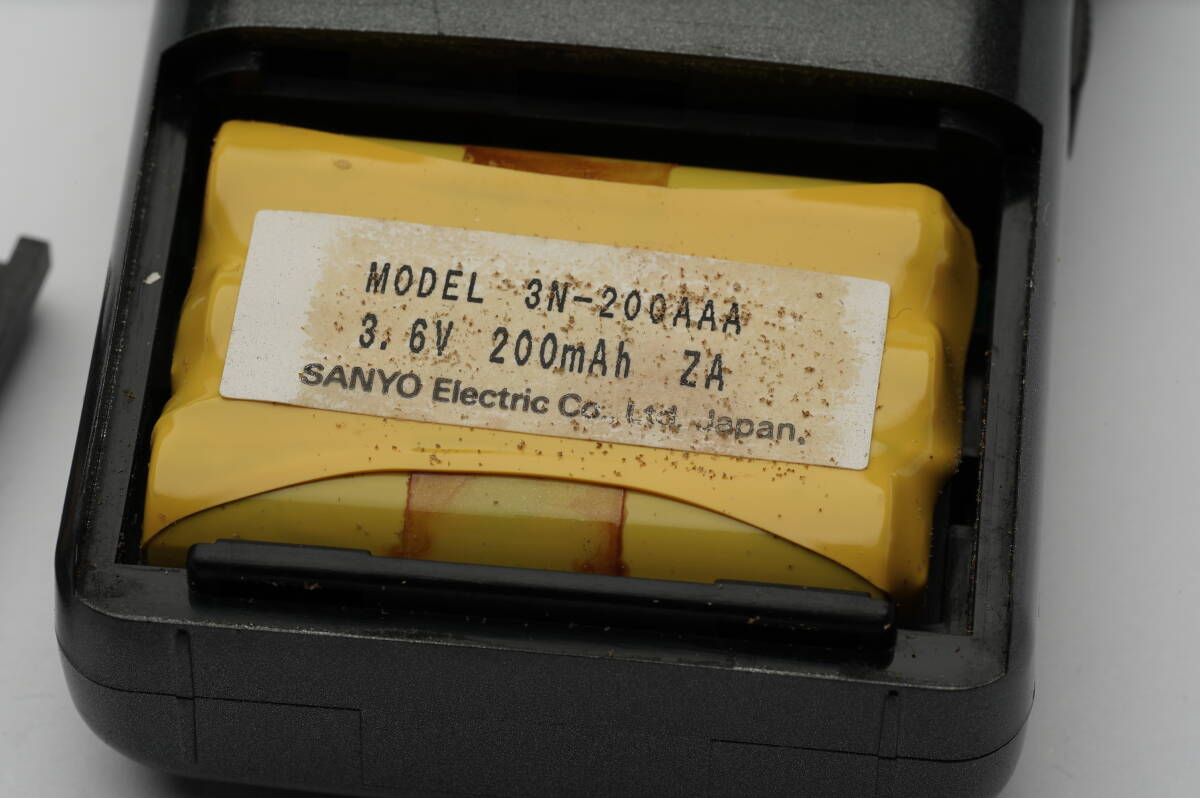 MODEL 3N-200AAA
3.6V 200mAh ZA
SANYO Electric Co., Ltd. Japan.